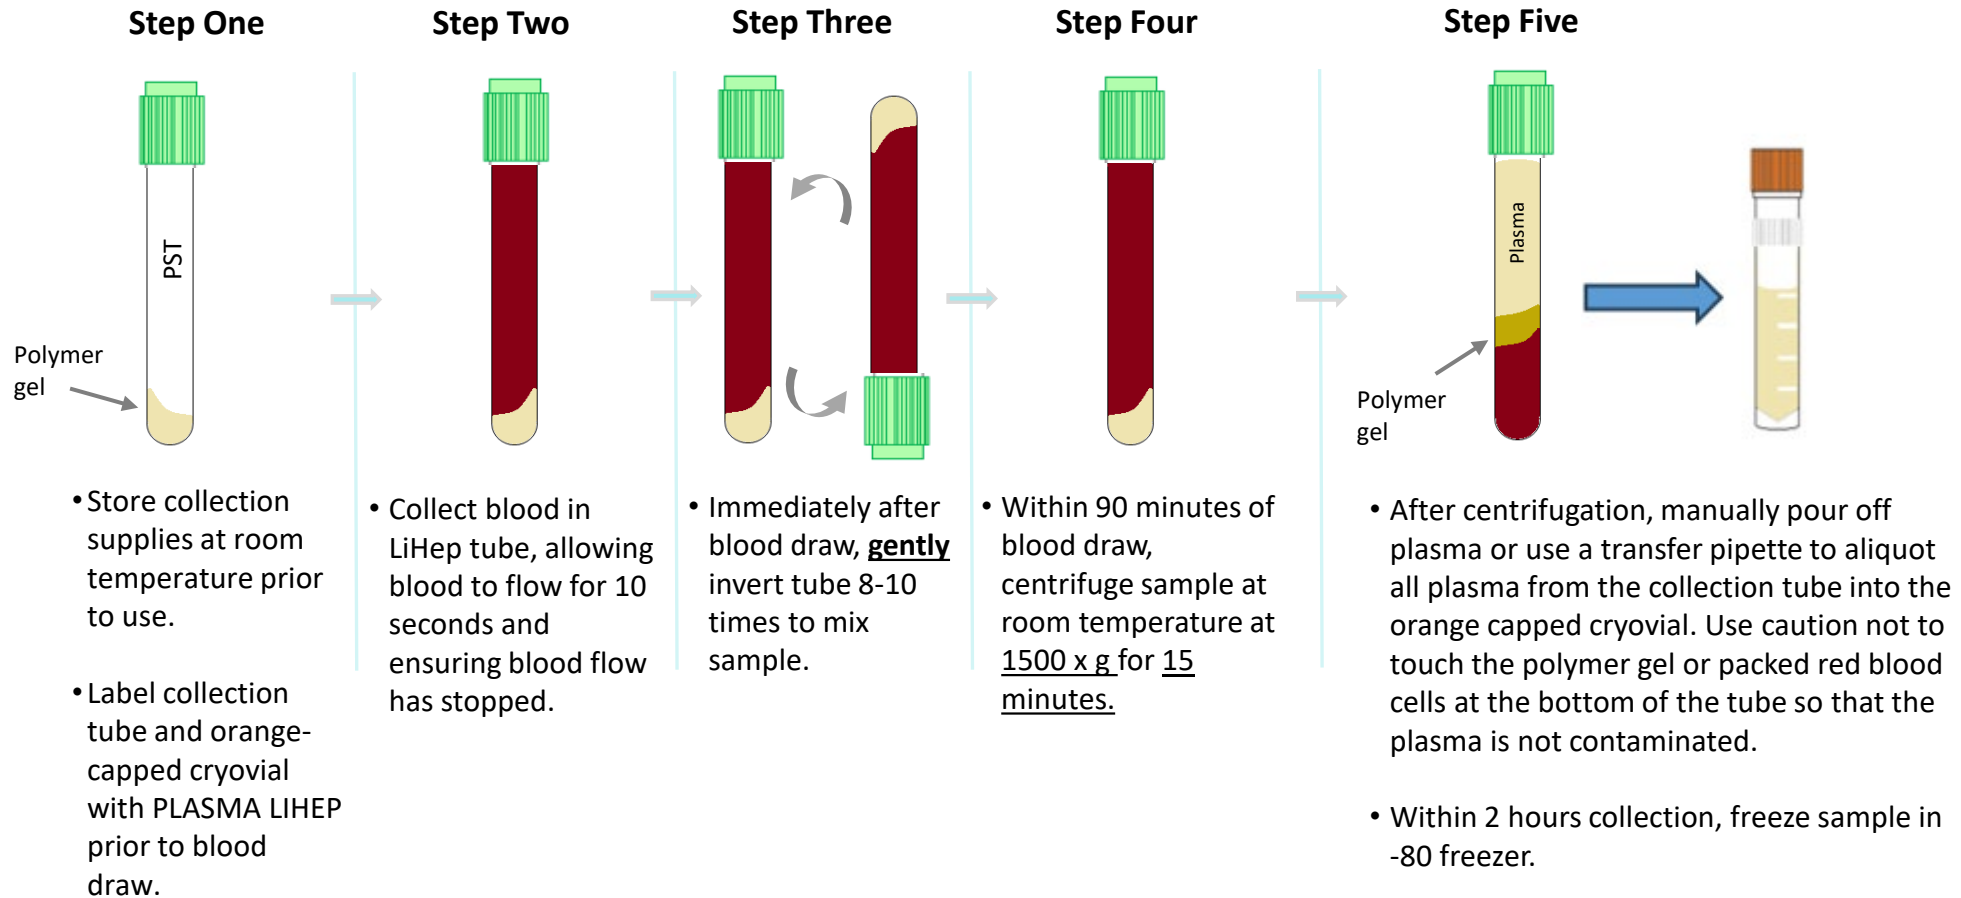 Step One
PST
Polymer
gel
• Store collection
supplies at room
temperature prior
to use.
• Label collection
tube and orange-
capped cryovial
with PLASMA LIHEP
prior to blood
draw.
Step Two
• Collect blood in
LiHep tube, allowing
blood to flow for 10
seconds and
ensuring blood flow
has stopped.
Step Three
• Immediately after
blood draw, gently
invert tube 8-10
times to mix
sample.
Step Four
• Within 90 minutes of
blood draw,
centrifuge sample at
room temperature at
1500 x g for 15
minutes.
Step Five
Plasma
Polymer
gel
• After centrifugation, manually pour off
plasma or use a transfer pipette to aliquot
all plasma from the collection tube into the
orange capped cryovial. Use caution not to
touch the polymer gel or packed red blood
cells at the bottom of the tube so that the
plasma is not contaminated.
• Within 2 hours collection, freeze sample in
-80 freezer.